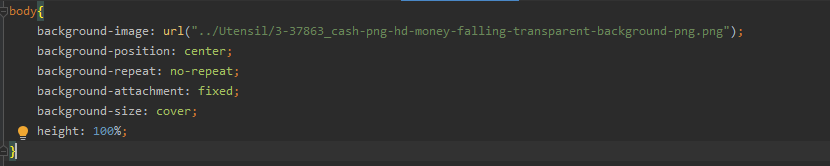 body{
background-image: url("../Utensil/3-37863_cash-png-hd-money-falling-transparent-background-png.png");
background-position: center;
background-repeat: no-repeat;
background-attachment: fixed;
background-size: cover;
height: 100%;
}